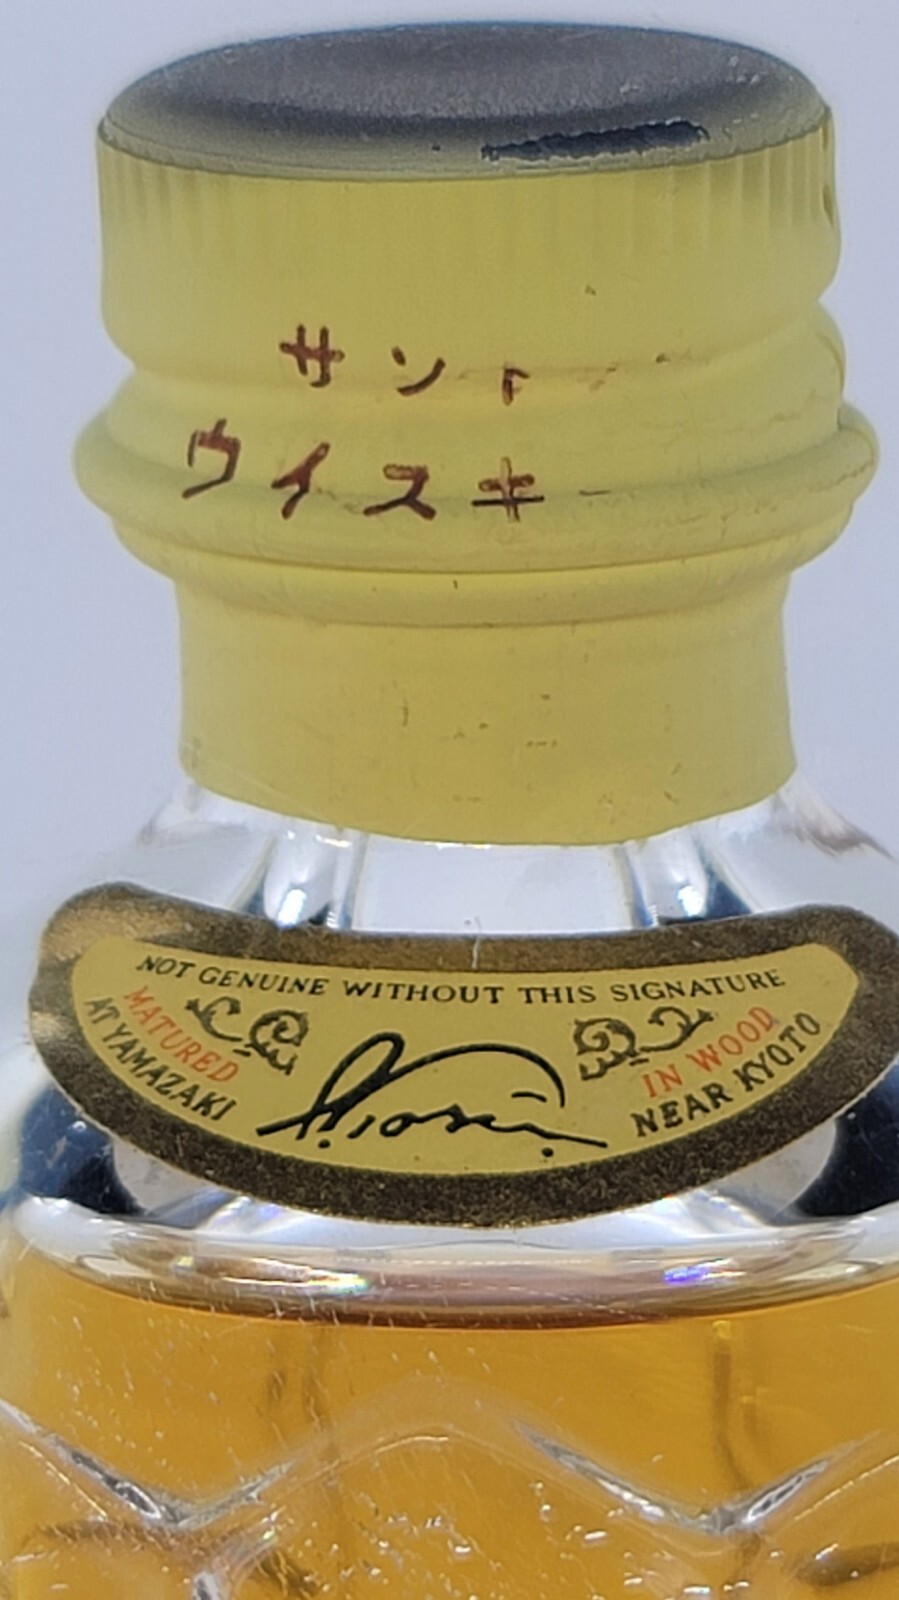 サント
ウイスキー
NOT GENUINE WITHOUT THIS SIGNATURE
MATURED
AT YAMAZAKI
IN WOOD
NEAR KYOTO